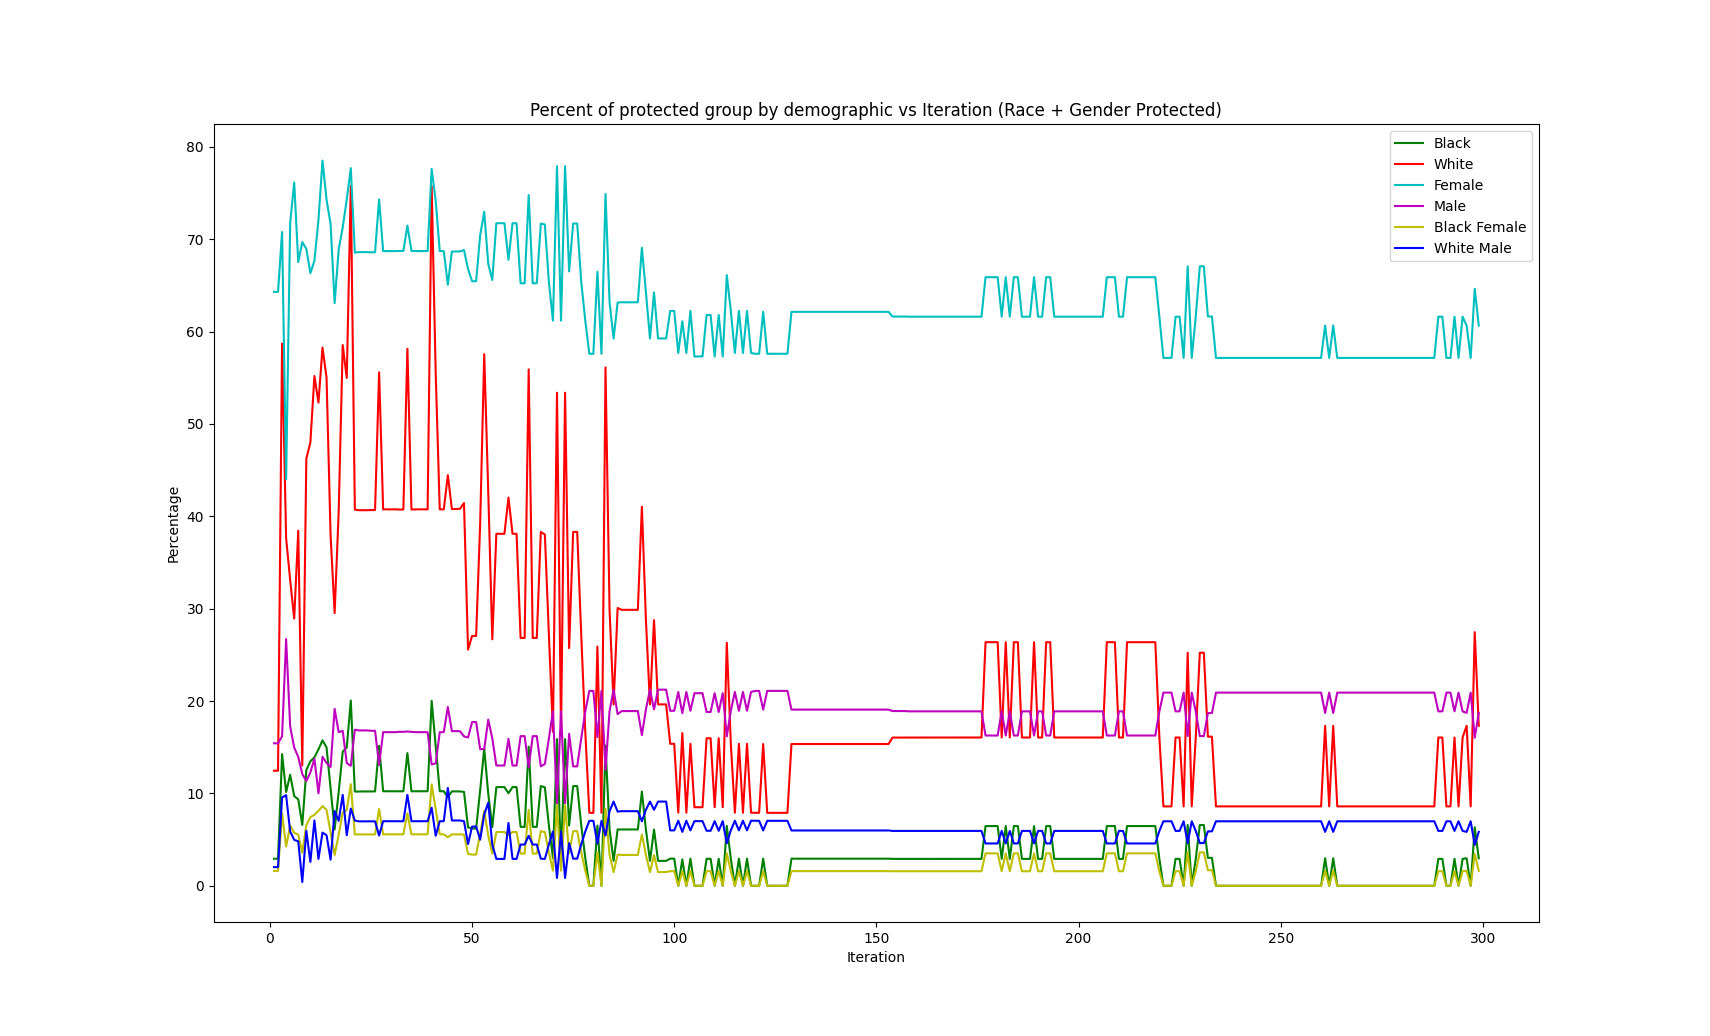 Percent of protected group by demographic vs Iteration (Race + Gender Protected)
Black
White
Female
Male
Black Female
White Male
Percentage
80
70
60
50
40
30
20
10
0
0 50 100 150 200 250 300
Iteration